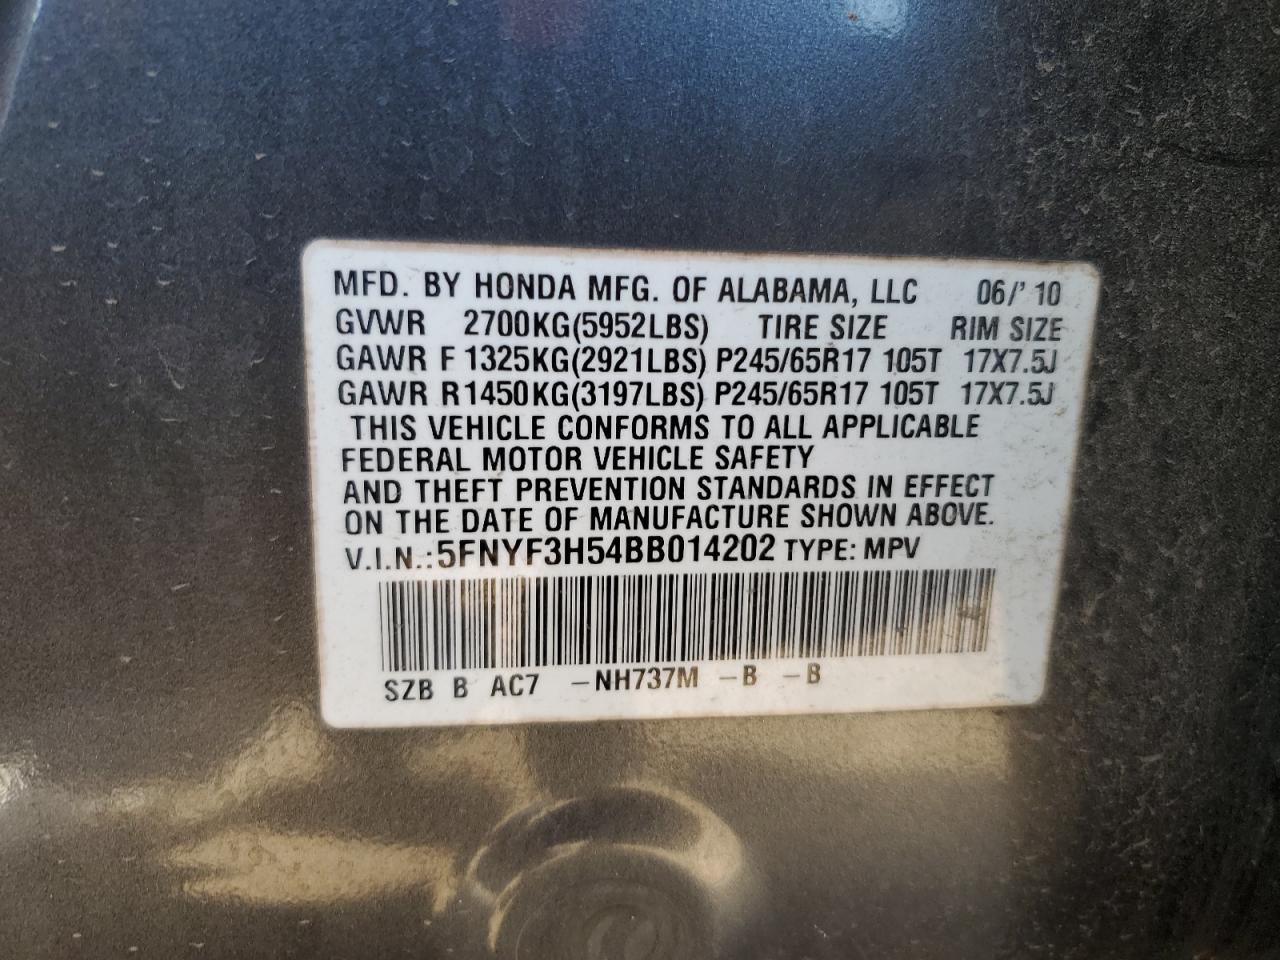 MFD. BY HONDA MFG. OF ALABAMA, LLC 06/' 10
GVWR 2700KG(5952LBS) TIRE SIZE RIM SIZE
GAWR F 1325KG(2921LBS) P245/65R17 105T 17X7.5J
GAWR R 1450KG(3197LBS) P245/65R17 105T 17X7.5J
THIS VEHICLE CONFORMS TO ALL APPLICABLE
FEDERAL MOTOR VEHICLE SAFETY
AND THEFT PREVENTION STANDARDS IN EFFECT
ON THE DATE OF MANUFACTURE SHOWN ABOVE.
V.I.N.:5FNYF3H54BB014202 TYPE: MPV
SZB B AC7 -NH737M -B -B